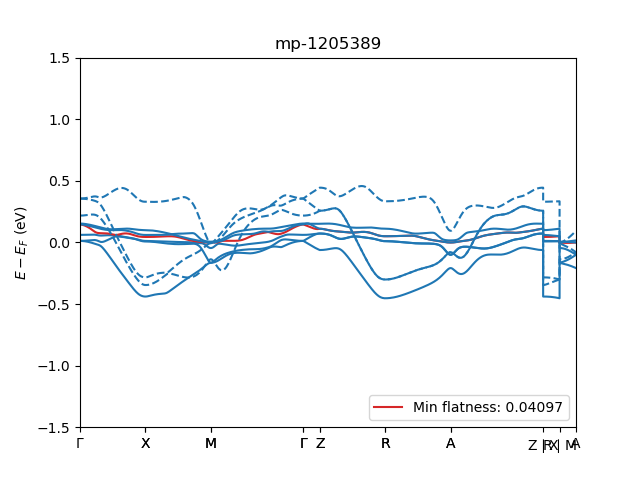 mp-1205389
E − E_F (eV)
1.5
1.0
0.5
0.0
−0.5
−1.0
−1.5
Min flatness: 0.04097
Γ X M Γ Z R A Z | R X | M A